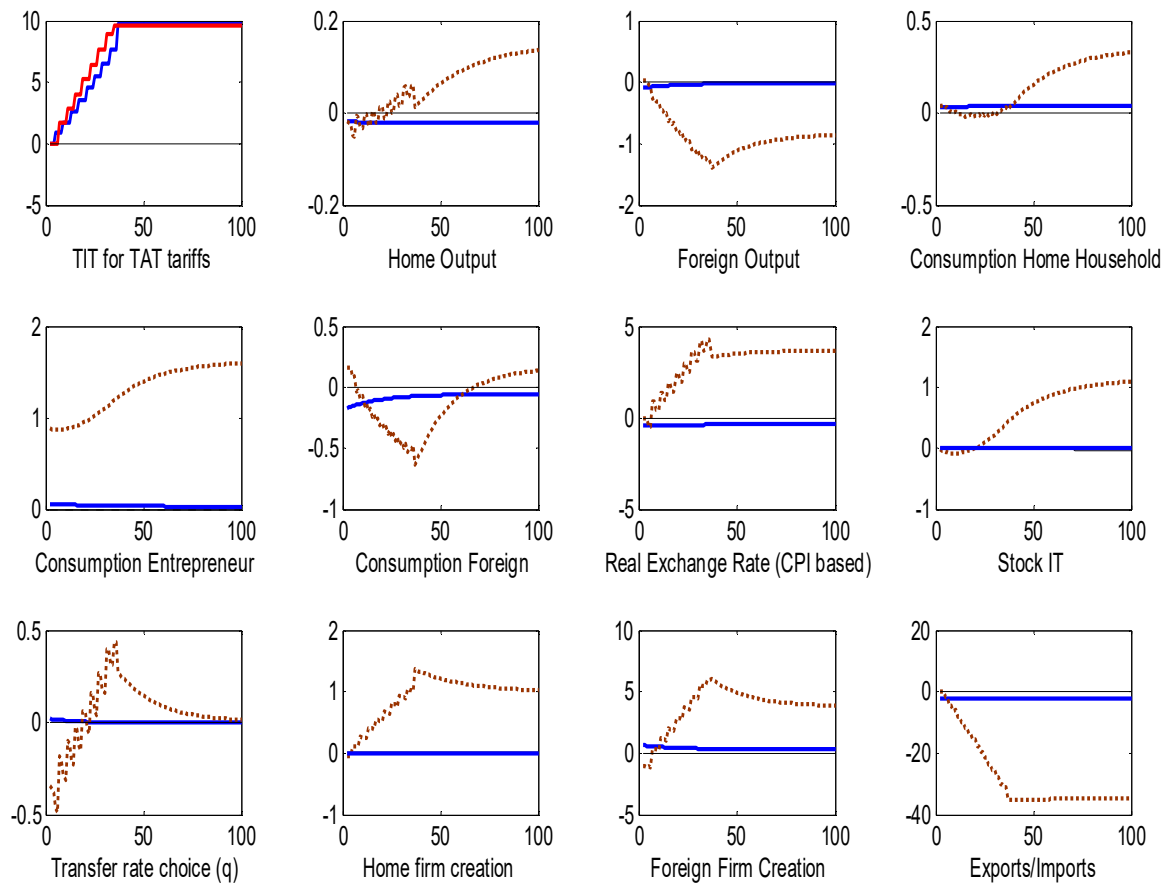 10
5
0
-5
0 50 100
TIT for TAT tariffs
0.2
0
-0.2
0 50 100
Home Output
1
0
-1
-2
0 50 100
Foreign Output
0.5
0
-0.5
0 50 100
Consumption Home Household
2
1
0
0 50 100
Consumption Entrepreneur
0.5
0
-0.5
-1
0 50 100
Consumption Foreign
5
0
-5
0 50 100
Real Exchange Rate (CPI based)
2
1
0
-1
0 50 100
Stock IT
0.5
0
-0.5
0 50 100
Transfer rate choice (q)
2
1
0
-1
0 50 100
Home firm creation
10
5
0
-5
0 50 100
Foreign Firm Creation
20
0
-20
-40
0 50 100
Exports/Imports